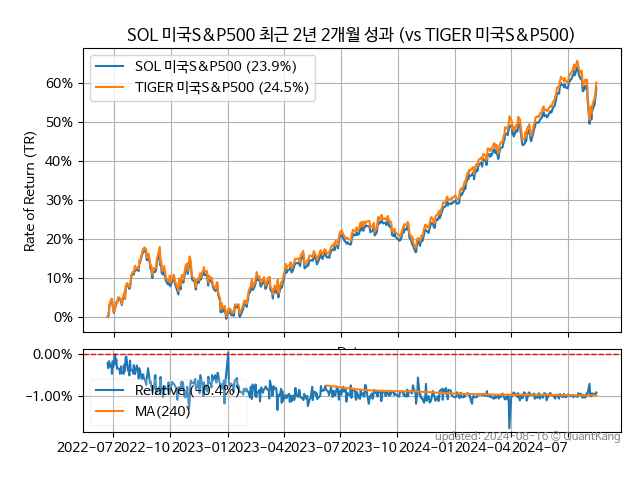 SOL 미국S&P500 최근 2년 2개월 성과 (vs TIGER 미국S&P500)
SOL 미국S&P500 (23.9%)
TIGER 미국S&P500 (24.5%)
Rate of Return (TR)
60%
50%
40%
30%
20%
10%
0%
0.00%
−1.00%
Relative (-0.4%)
MA(240)
2022-07
2022-10
2023-01
2023-04
2023-07
2023-10
2024-01
2024-04
2024-07
updated: 2024-08-16 © QuantKang